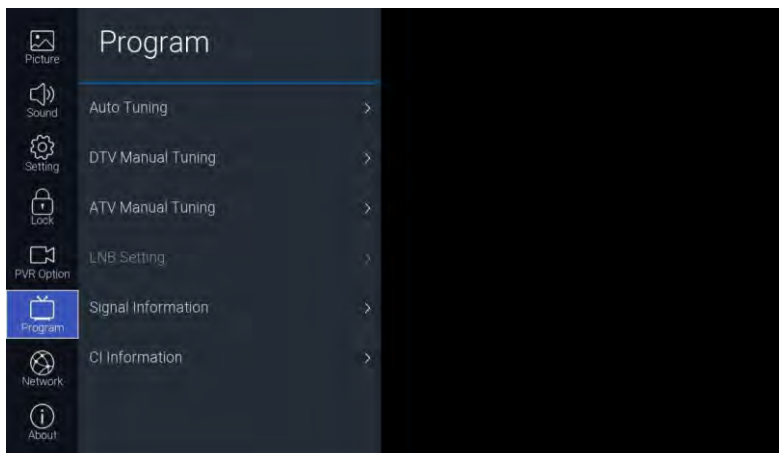 Program
Picture
Sound
Setting
Lock
PVR Option
Program
Network
About
Auto Tuning
DTV Manual Tuning
ATV Manual Tuning
LNB Setting
Signal Information
CI Information